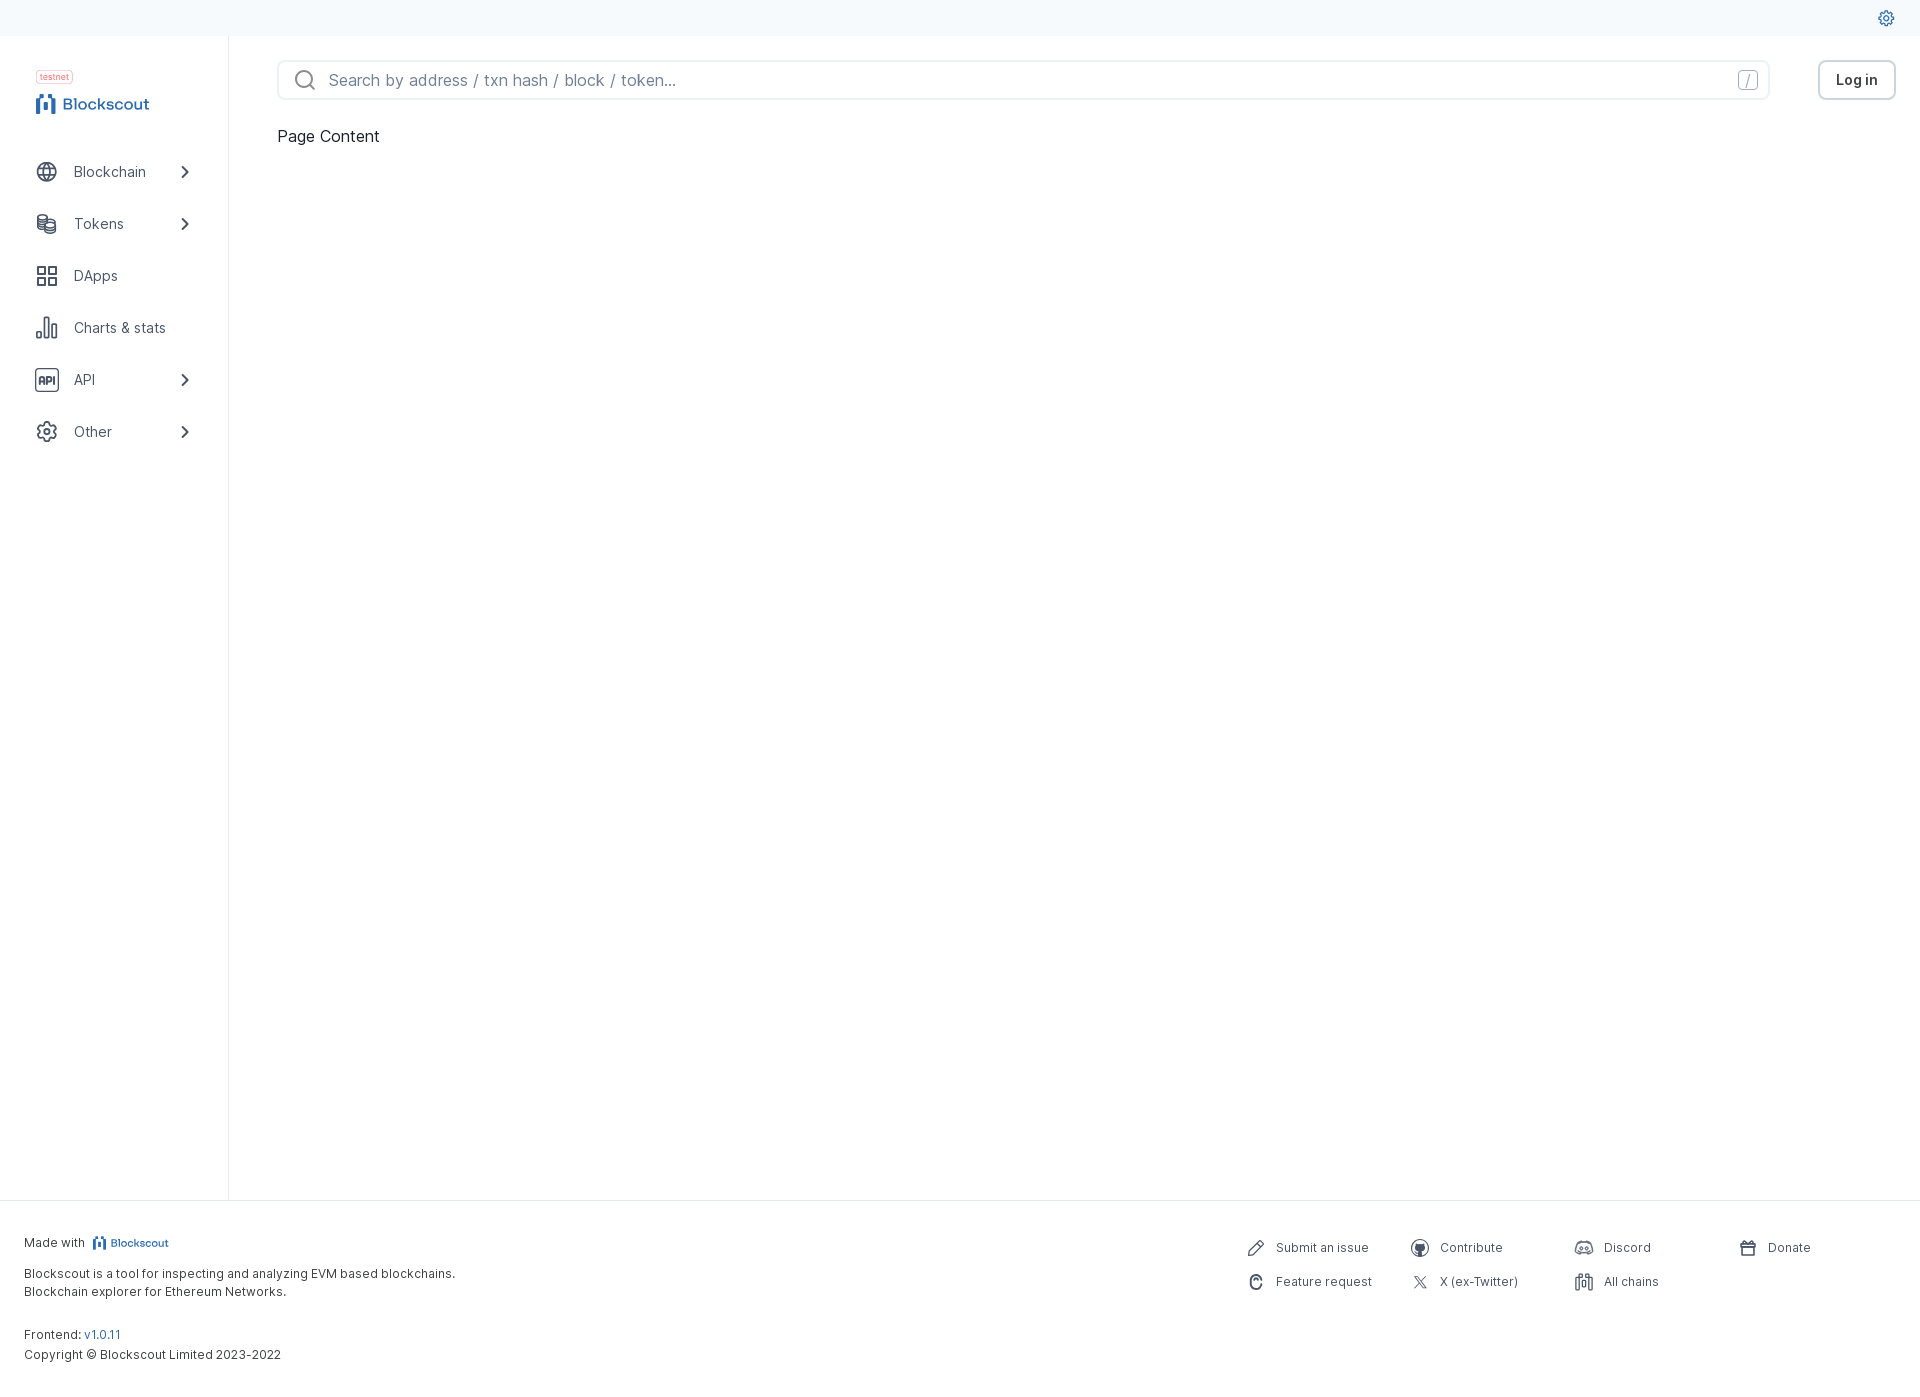 testnet
Blockscout
Search by address / txn hash / block / token...
/
Log in
Page Content
Blockchain
Tokens
DApps
Charts & stats
API
API
Other
Made with Blockscout
Blockscout is a tool for inspecting and analyzing EVM based blockchains.
Blockchain explorer for Ethereum Networks.
Frontend: v1.0.11
Copyright © Blockscout Limited 2023-2022
Submit an issue
Contribute
Discord
Donate
Feature request
X (ex-Twitter)
All chains